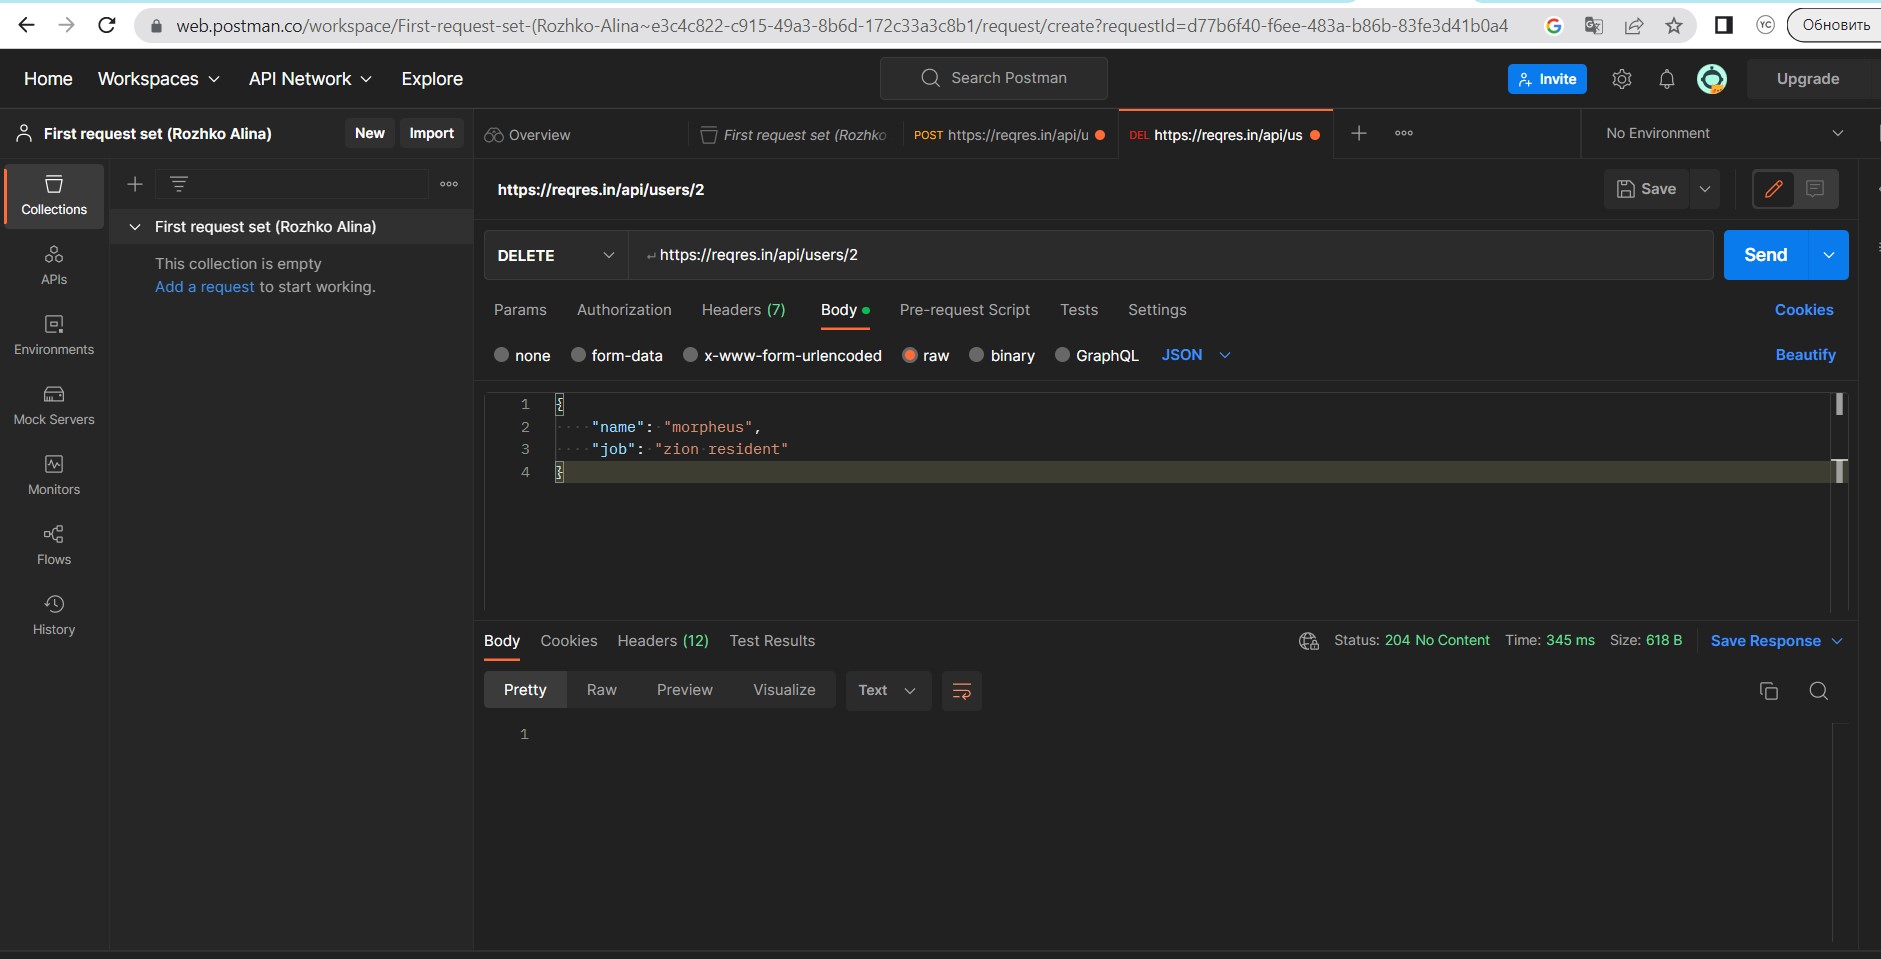 web.postman.co/workspace/First-request-set-(Rozhko-Alina~e3c4c822-c915-49a3-8b6d-172c33a3c8b1/request/create?requestId=d77b6f40-f6ee-483a-b86b-83fe3d41b0a4
YC
Обновить
Home
Workspaces
API Network
Explore
Search Postman
Invite
Upgrade
First request set (Rozhko Alina)
New
Import
Overview
First request set (Rozhko
POST https://reqres.in/api/u
DEL https://reqres.in/api/us
No Environment
Collections
APIs
Environments
Mock Servers
Monitors
Flows
History
First request set (Rozhko Alina)
This collection is empty
Add a request to start working.
https://reqres.in/api/users/2
Save
DELETE
https://reqres.in/api/users/2
Send
Params
Authorization
Headers (7)
Body
Pre-request Script
Tests
Settings
Cookies
none
form-data
x-www-form-urlencoded
raw
binary
GraphQL
JSON
Beautify
1 {
2 "name": "morpheus",
3 "job": "zion resident"
4 }
Body
Cookies
Headers (12)
Test Results
Status: 204 No Content
Time: 345 ms
Size: 618 B
Save Response
Pretty
Raw
Preview
Visualize
Text
1